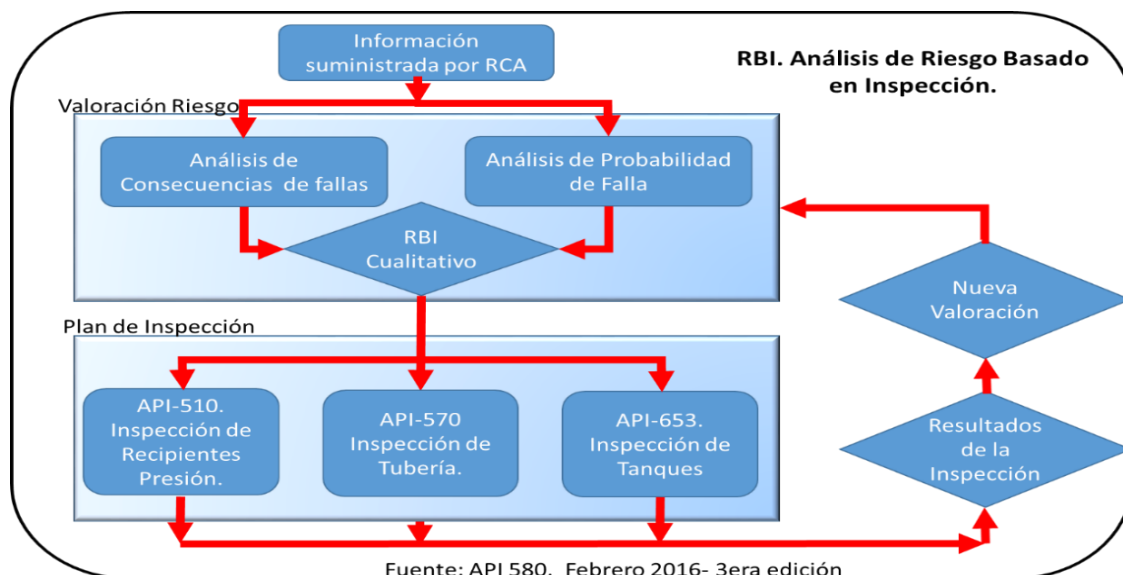 Información
suministrada por RCA
RBI. Análisis de Riesgo Basado
en Inspección.
Valoración Riesgo
Análisis de
Consecuencias de fallas
Análisis de Probabilidad
de Falla
RBI
Cualitativo
Nueva
Valoración
Plan de Inspección
API-510.
Inspección de
Recipientes
Presión.
API-570
Inspección de
Tubería.
API-653.
Inspección de
Tanques
Resultados
de la
Inspección
Fuente: API 580. Febrero 2016- 3era edición